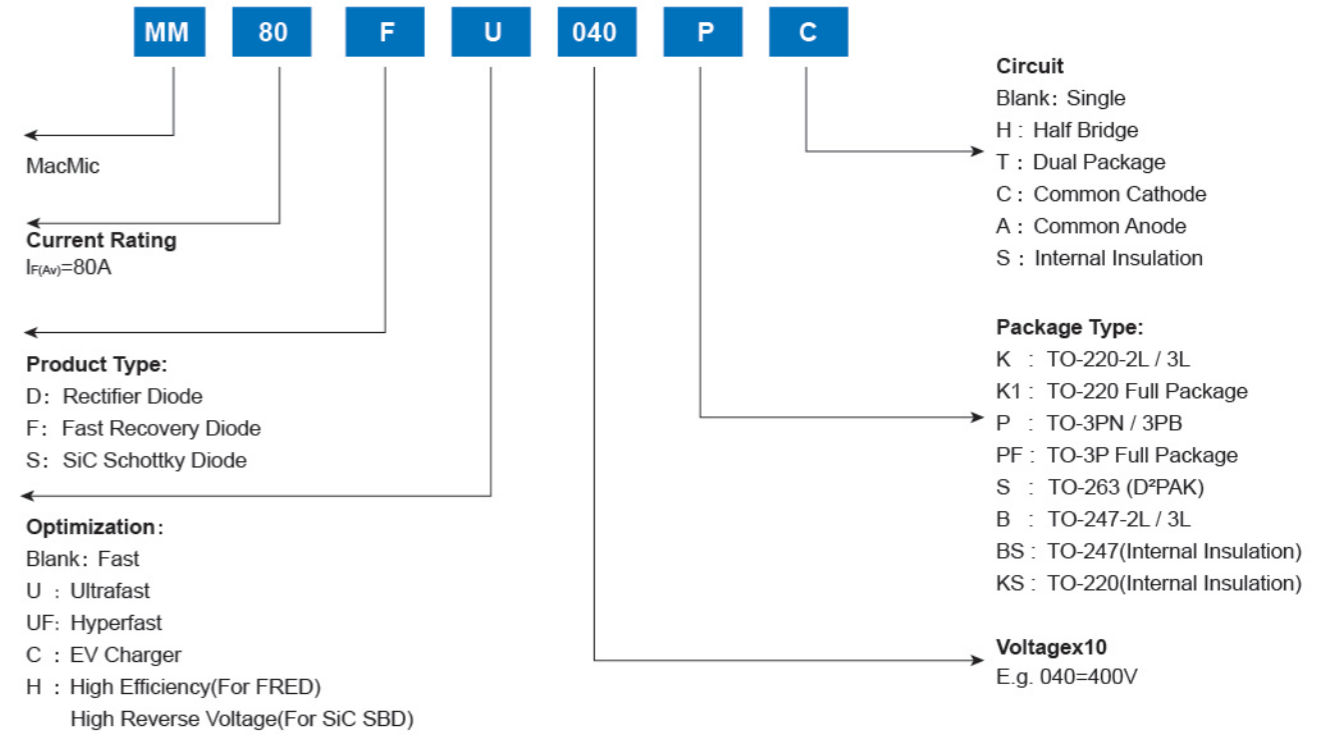 MM 80 F U 040 P C
MacMic
Current Rating
IF(Av)=80A
Product Type:
D: Rectifier Diode
F: Fast Recovery Diode
S: SiC Schottky Diode
Optimization:
Blank: Fast
U : Ultrafast
UF: Hyperfast
C : EV Charger
H : High Efficiency(For FRED)
High Reverse Voltage(For SiC SBD)
Circuit
Blank: Single
H : Half Bridge
T : Dual Package
C : Common Cathode
A : Common Anode
S : Internal Insulation
Package Type:
K : TO-220-2L / 3L
K1 : TO-220 Full Package
P : TO-3PN / 3PB
PF : TO-3P Full Package
S : TO-263 (D²PAK)
B : TO-247-2L / 3L
BS : TO-247(Internal Insulation)
KS : TO-220(Internal Insulation)
Voltagex10
E.g. 040=400V